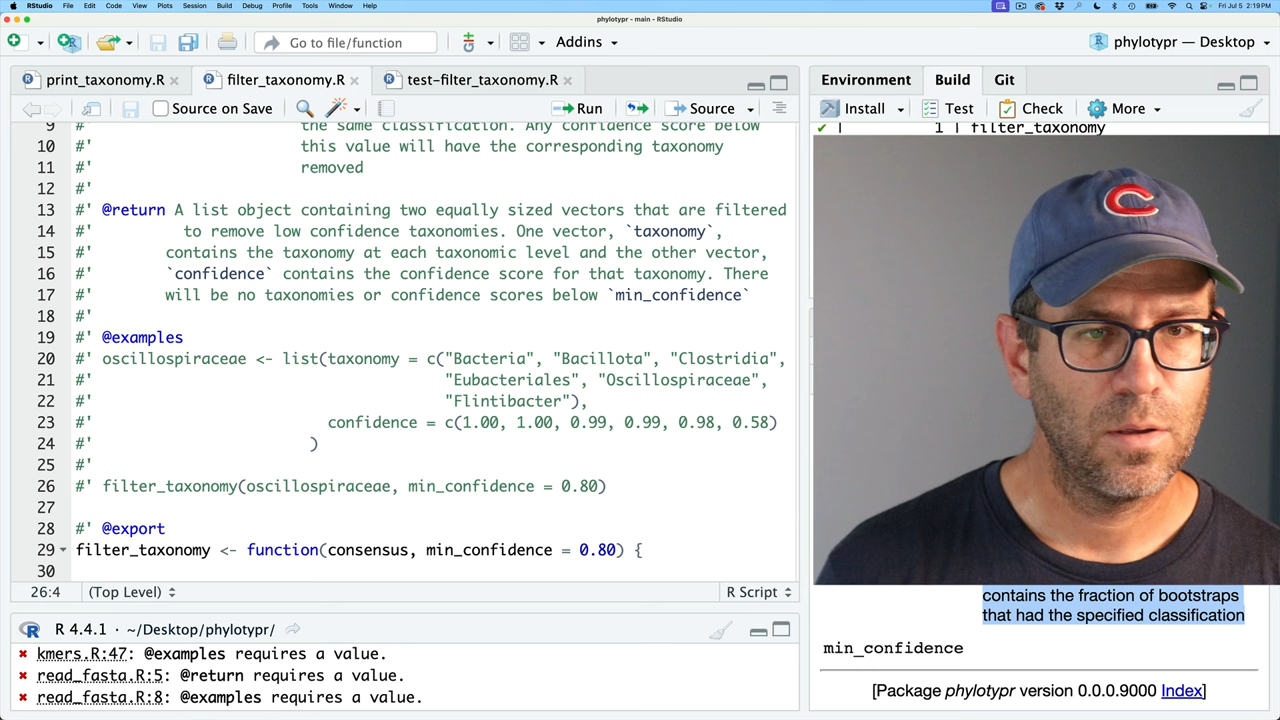 RStudio File Edit Code View Plots Session Build Debug Profile Tools Window Help
Fri Jul 5 2:19 PM
phylotypr - main - RStudio
Go to file/function
Addins
phylotypr — Desktop
print_taxonomy.R
filter_taxonomy.R
test-filter_taxonomy.R
Environment Build Git
Source on Save
Run
Source
Install
Test
Check
More
9 #' the same classification. Any confidence score below
10 #' this value will have the corresponding taxonomy
11 #' removed
12 #'
13 #' @return A list object containing two equally sized vectors that are filtered
14 #' to remove low confidence taxonomies. One vector, `taxonomy`,
15 #' contains the taxonomy at each taxonomic level and the other vector,
16 #' `confidence` contains the confidence score for that taxonomy. There
17 #' will be no taxonomies or confidence scores below `min_confidence`
18 #'
19 #' @examples
20 #' oscillospiraceae <- list(taxonomy = c("Bacteria", "Bacillota", "Clostridia",
21 #' "Eubacteriales", "Oscillospiraceae",
22 #' "Flintibacter"),
23 #' confidence = c(1.00, 1.00, 0.99, 0.99, 0.98, 0.58)
24 #' )
25 #'
26 #' filter_taxonomy(oscillospiraceae, min_confidence = 0.80)
27
28 #' @export
29 filter_taxonomy <- function(consensus, min_confidence = 0.80) {
30
26:4 (Top Level) R Script
R 4.4.1 · ~/Desktop/phylotypr/
✖ kmers.R:47: @examples requires a value.
✖ read_fasta.R:5: @return requires a value.
✖ read_fasta.R:8: @examples requires a value.
✔ | 1 | filter_taxonomy
C
contains the fraction of bootstraps
that had the specified classification
min_confidence
[Package phylotypr version 0.0.0.9000 Index]